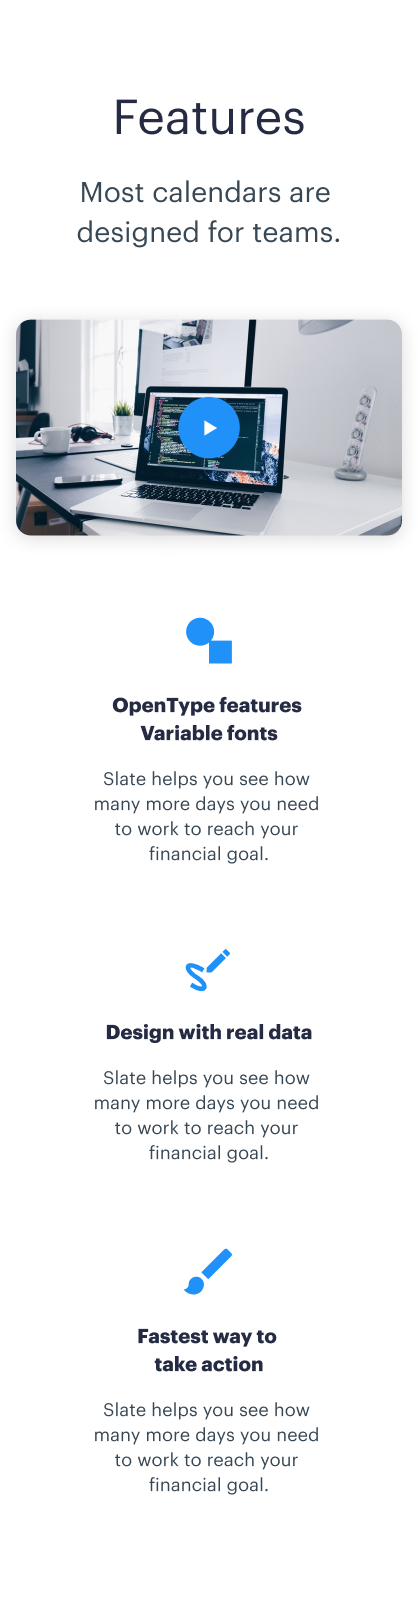 Features
Most calendars are
designed for teams.
OpenType features
Variable fonts
Slate helps you see how
many more days you need
to work to reach your
financial goal.
Design with real data
Slate helps you see how
many more days you need
to work to reach your
financial goal.
Fastest way to
take action
Slate helps you see how
many more days you need
to work to reach your
financial goal.